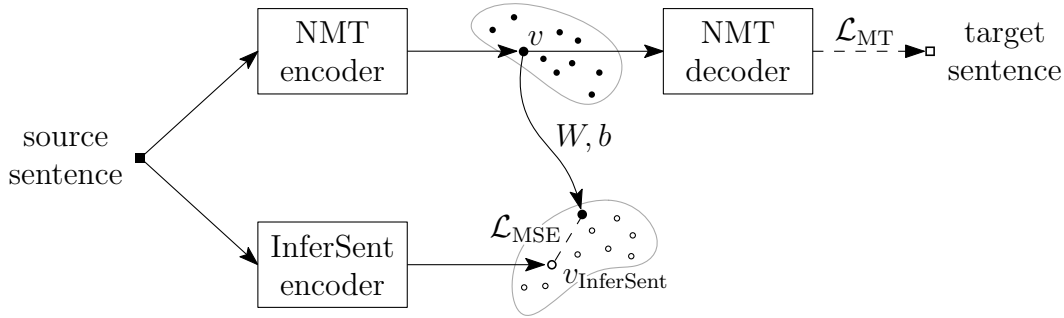 NMT
encoder
v
NMT
decoder
ℒ_MT
target
sentence
source
sentence
W, b
InferSent
encoder
ℒ_MSE
v_InferSent